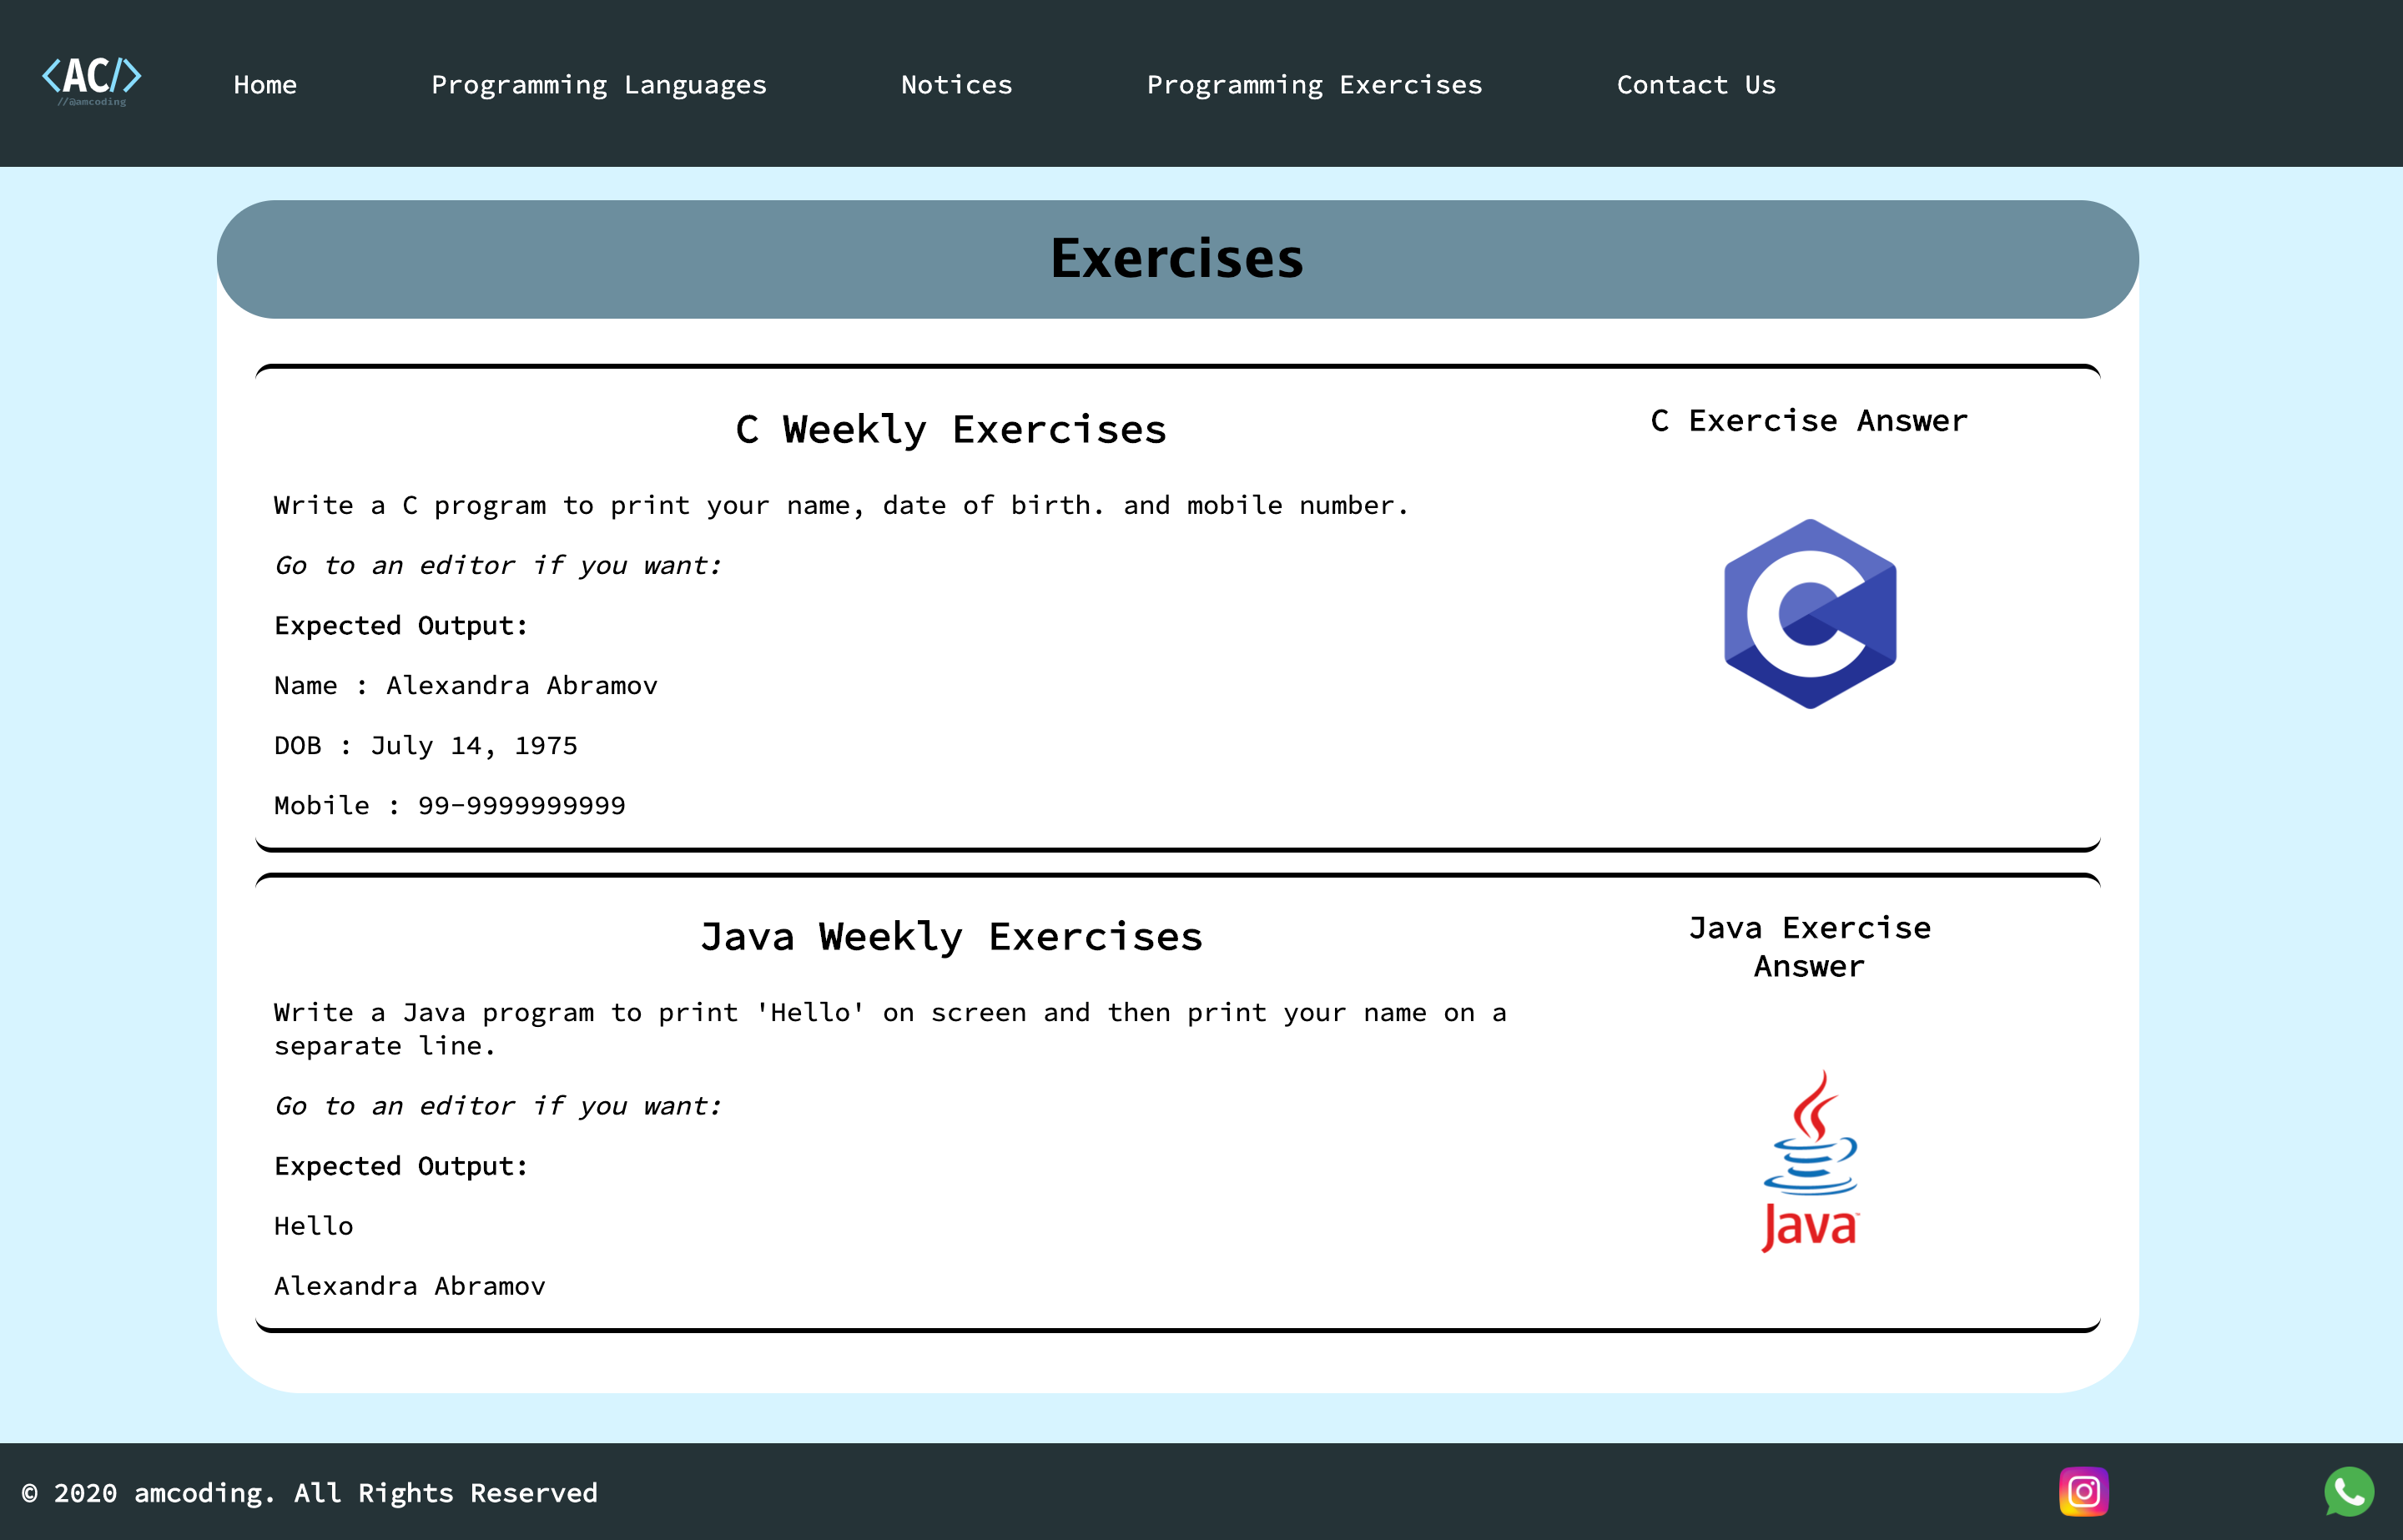 <AC/>
//@amcoding
Home
Programming Languages
Notices
Programming Exercises
Contact Us
Exercises
C Weekly Exercises
Write a C program to print your name, date of birth. and mobile number.
Go to an editor if you want:
Expected Output:
Name : Alexandra Abramov
DOB : July 14, 1975
Mobile : 99-9999999999
C Exercise Answer
C
Java Weekly Exercises
Write a Java program to print 'Hello' on screen and then print your name on a
separate line.
Go to an editor if you want:
Expected Output:
Hello
Alexandra Abramov
Java Exercise
Answer
Java™
© 2020 amcoding. All Rights Reserved